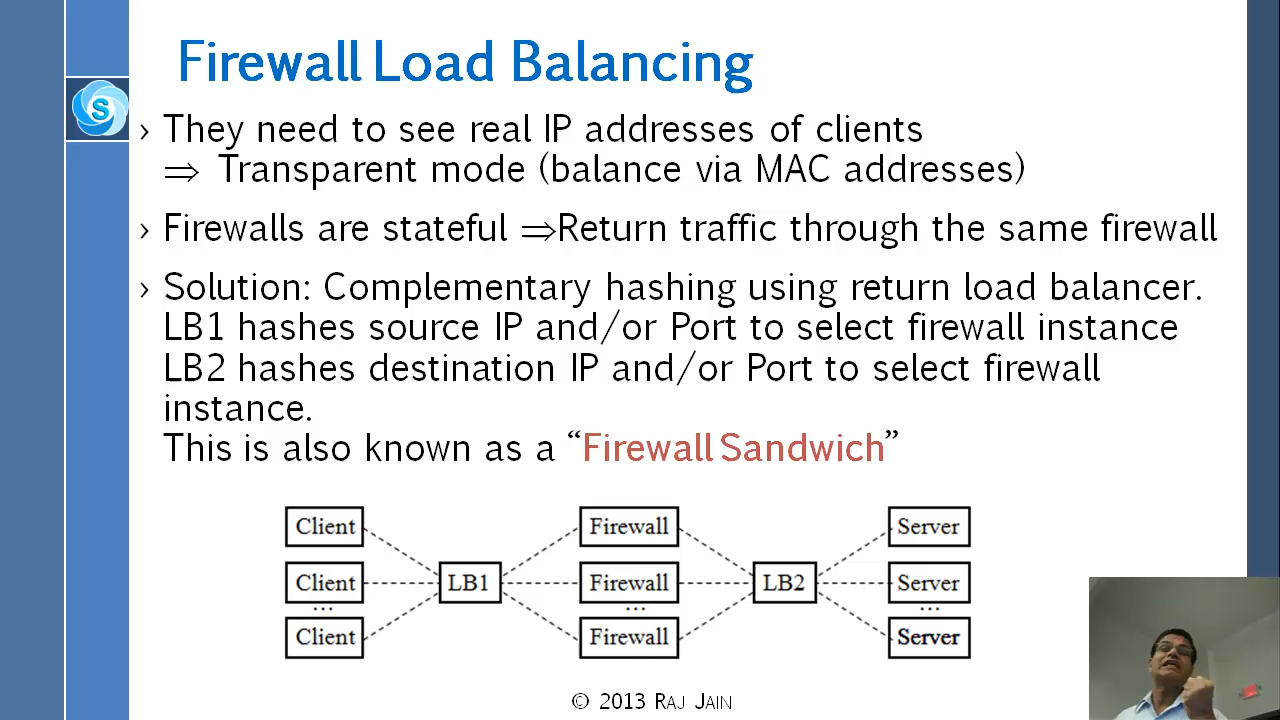 Firewall Load Balancing
S
› They need to see real IP addresses of clients
⇒ Transparent mode (balance via MAC addresses)
› Firewalls are stateful ⇒Return traffic through the same firewall
› Solution: Complementary hashing using return load balancer.
LB1 hashes source IP and/or Port to select firewall instance
LB2 hashes destination IP and/or Port to select firewall
instance.
This is also known as a “Firewall Sandwich”
Client Firewall Server
LB1 LB2
Client Firewall Server
... ... ...
Client Firewall Server
© 2013 RAJ JAIN